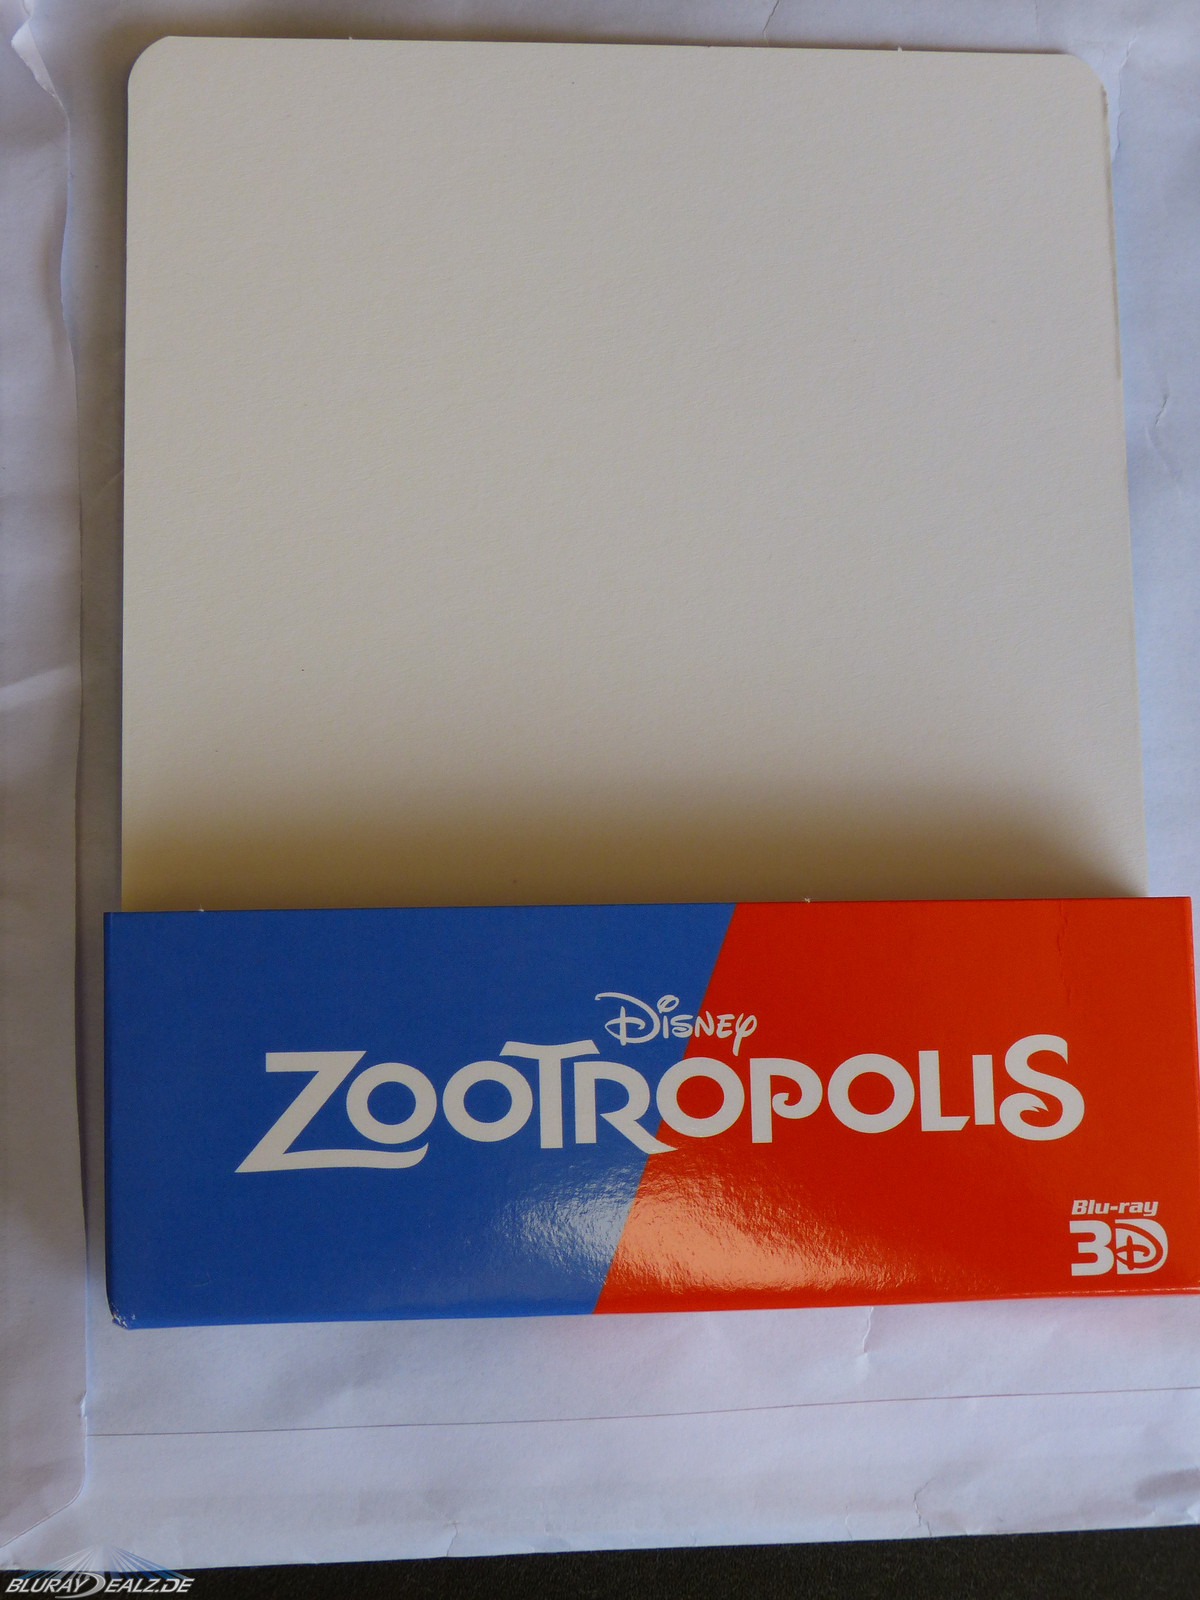 Disney
ZOOTROPOLIS
Blu-ray
3D
BLURAYDEALZ.DE